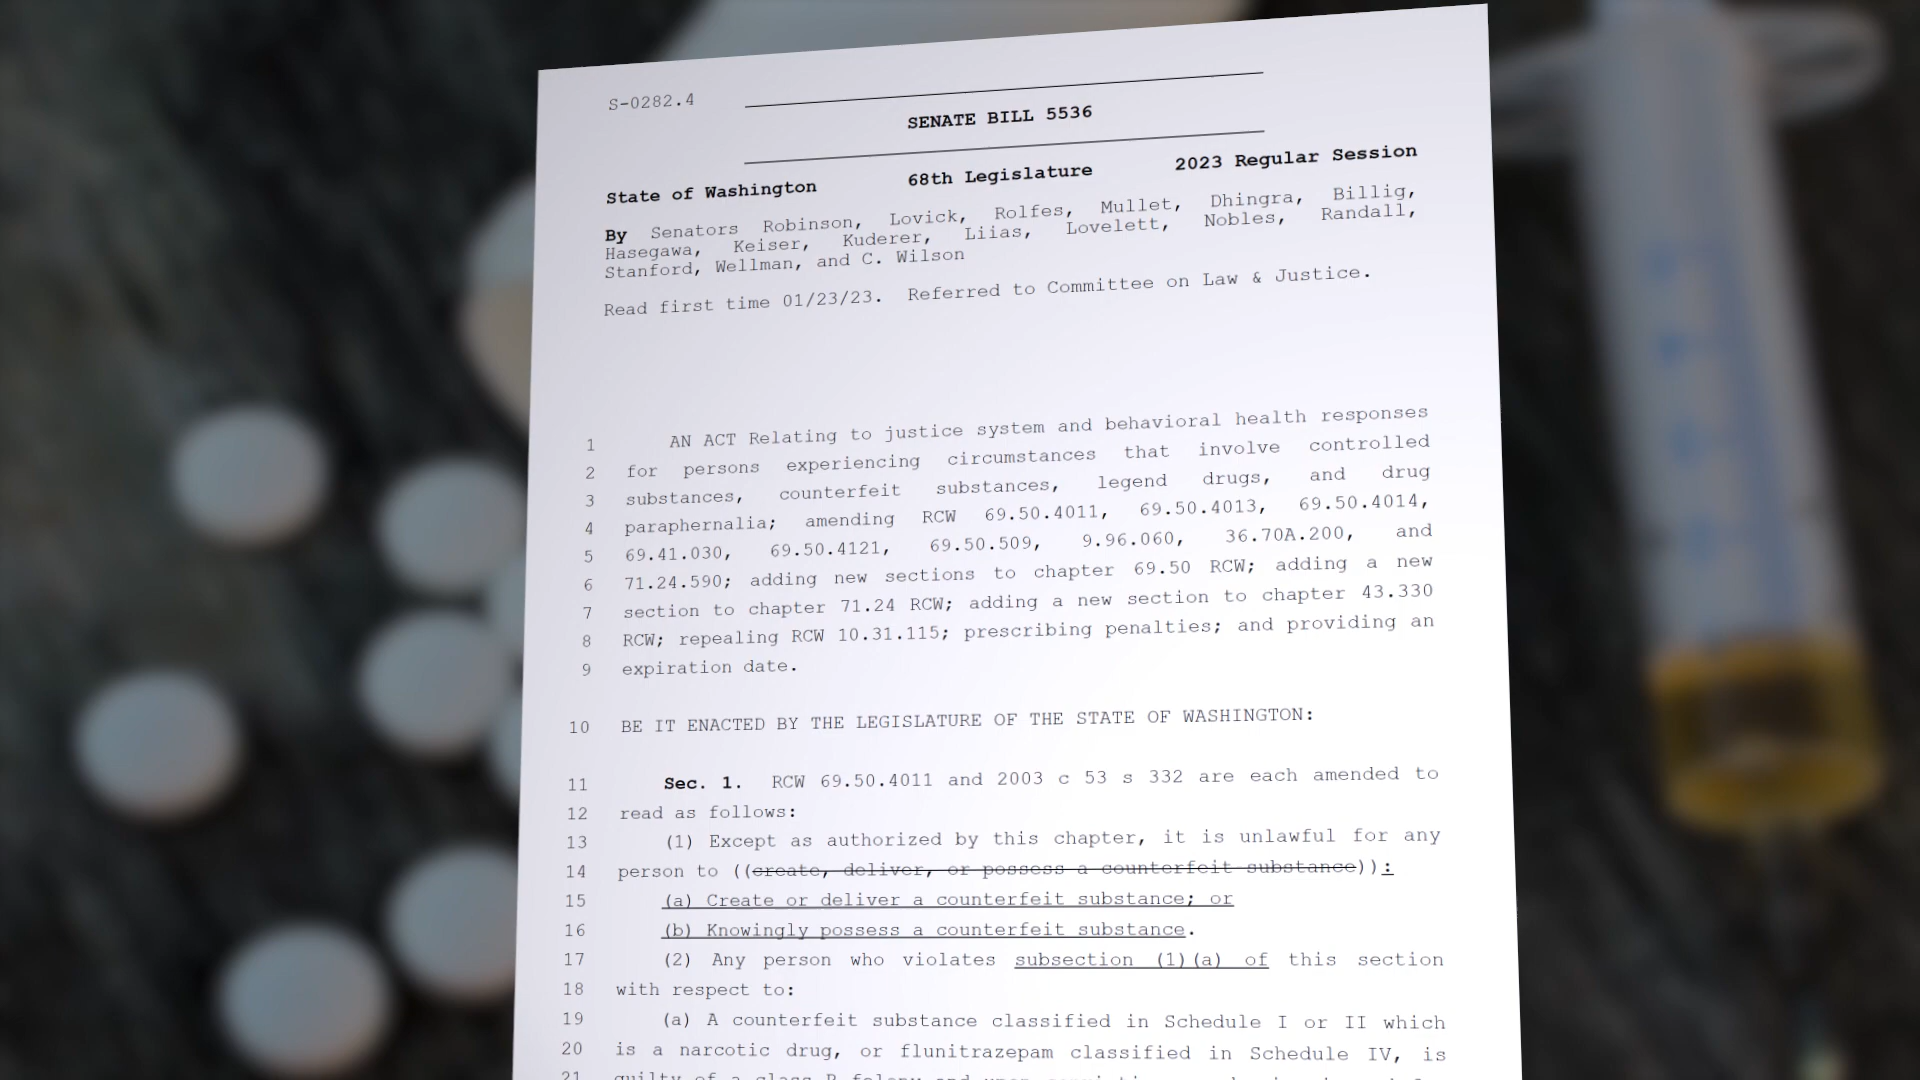 S-0282.4
SENATE BILL 5536
State of Washington 68th Legislature 2023 Regular Session
By Senators Robinson, Lovick, Rolfes, Mullet, Dhingra, Billig,
Hasegawa, Keiser, Kuderer, Liias, Lovelett, Nobles, Randall,
Stanford, Wellman, and C. Wilson
Read first time 01/23/23. Referred to Committee on Law & Justice.
1 AN ACT Relating to justice system and behavioral health responses
2 for persons experiencing circumstances that involve controlled
3 substances, counterfeit substances, legend drugs, and drug
4 paraphernalia; amending RCW 69.50.4011, 69.50.4013, 69.50.4014,
5 69.41.030, 69.50.4121, 69.50.509, 9.96.060, 36.70A.200, and
6 71.24.590; adding new sections to chapter 69.50 RCW; adding a new
7 section to chapter 71.24 RCW; adding a new section to chapter 43.330
8 RCW; repealing RCW 10.31.115; prescribing penalties; and providing an
9 expiration date.
10 BE IT ENACTED BY THE LEGISLATURE OF THE STATE OF WASHINGTON:
11 Sec. 1. RCW 69.50.4011 and 2003 c 53 s 332 are each amended to
12 read as follows:
13 (1) Except as authorized by this chapter, it is unlawful for any
14 person to ((create, deliver, or possess a counterfeit substance)):
15 (a) Create or deliver a counterfeit substance; or
16 (b) Knowingly possess a counterfeit substance.
17 (2) Any person who violates subsection (1)(a) of this section
18 with respect to:
19 (a) A counterfeit substance classified in Schedule I or II which
20 is a narcotic drug, or flunitrazepam classified in Schedule IV, is
21 guilty of a class B felony and upon